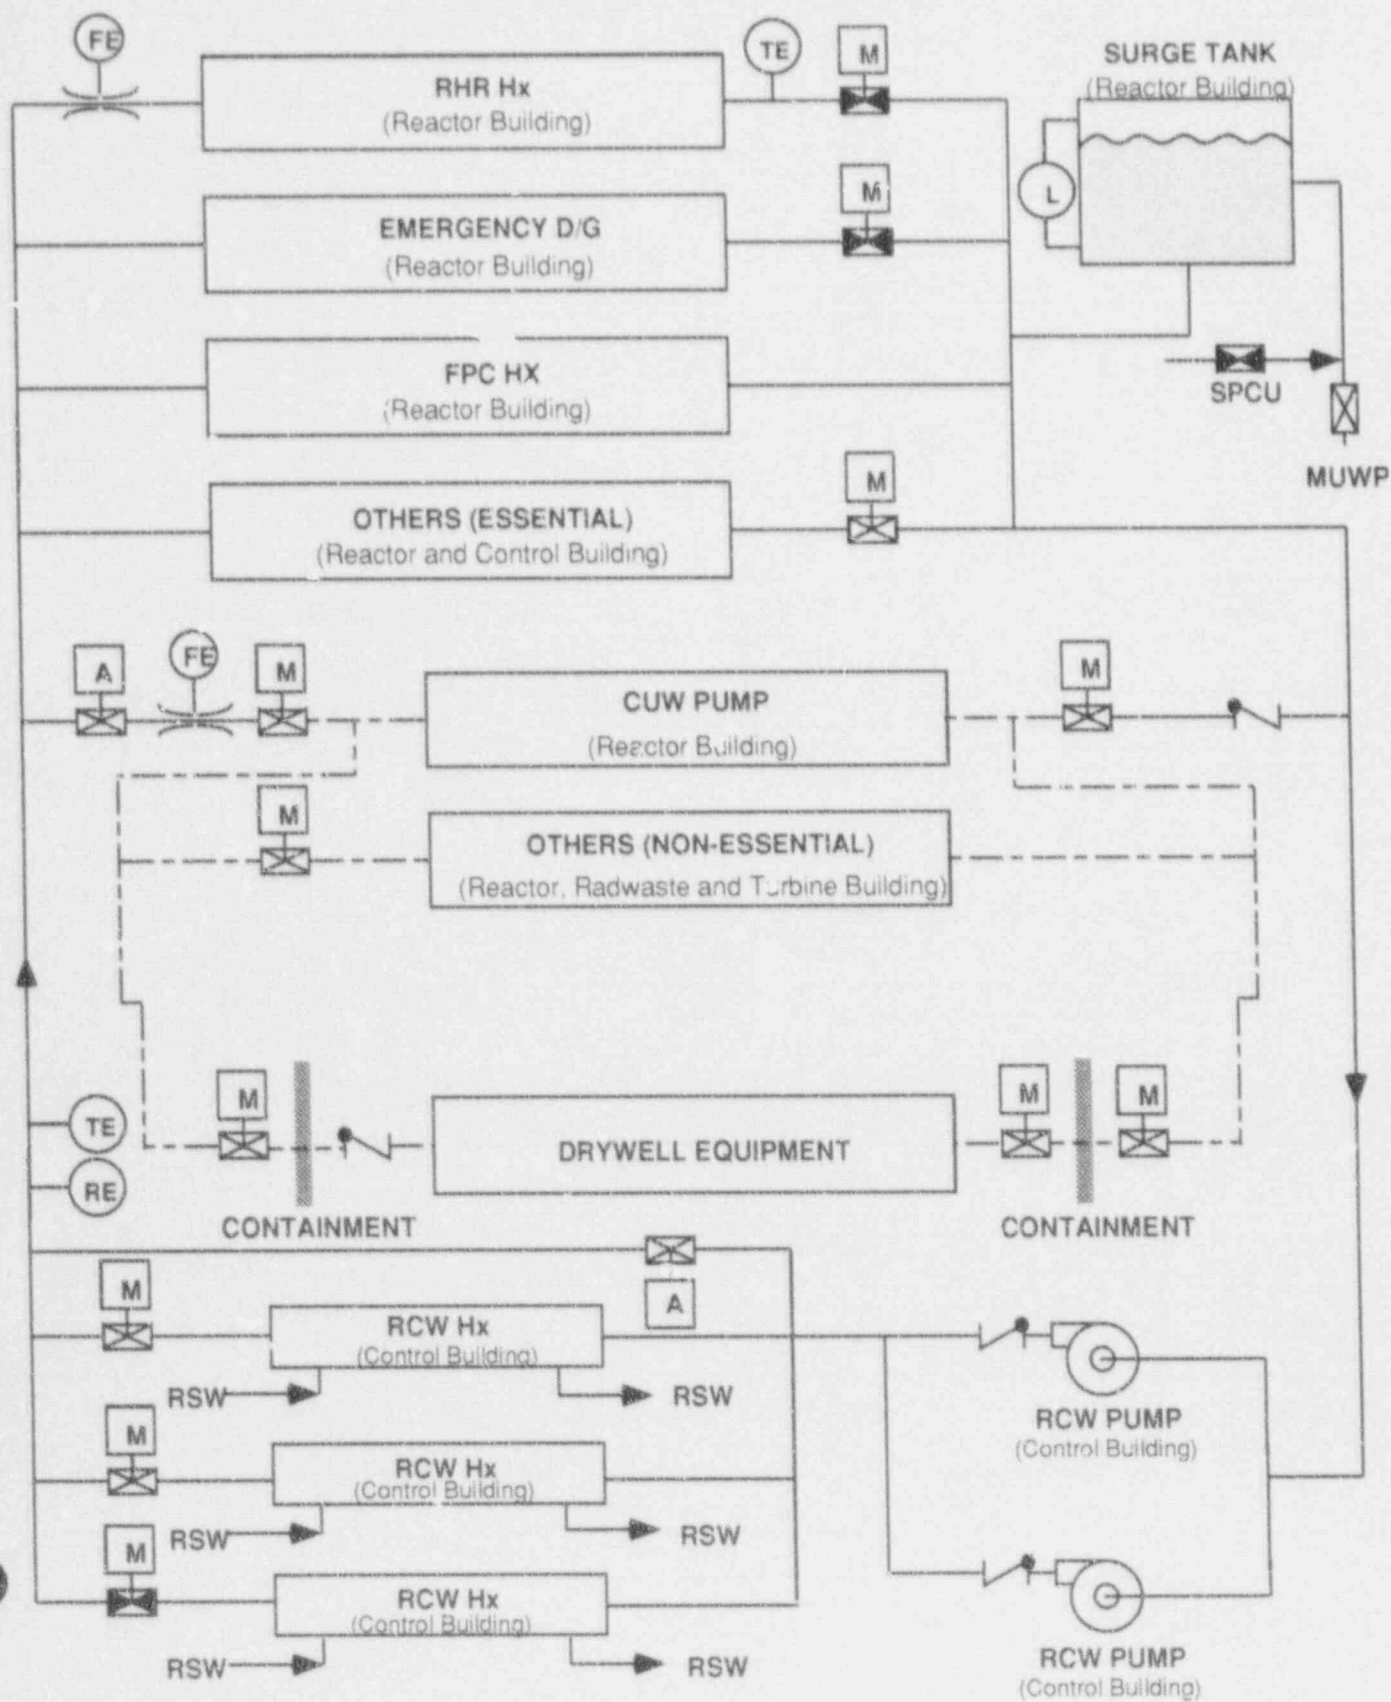 FE
TE
M
SURGE TANK
(Reactor Building)
RHR Hx
(Reactor Building)
M
L
EMERGENCY D/G
(Reactor Building)
FPC HX
(Reactor Building)
SPCU
MUWP
M
OTHERS (ESSENTIAL)
(Reactor and Control Building)
A
FE
M
M
CUW PUMP
(Reactor Building)
M
OTHERS (NON-ESSENTIAL)
(Reactor, Radwaste and Turbine Building)
TE
RE
M
M
M
DRYWELL EQUIPMENT
CONTAINMENT
CONTAINMENT
M
A
RCW Hx
(Control Building)
RSW
RSW
RCW PUMP
(Control Building)
M
RCW Hx
(Control Building)
RSW
RSW
M
RCW Hx
(Control Building)
RSW
RSW
RCW PUMP
(Control Building)